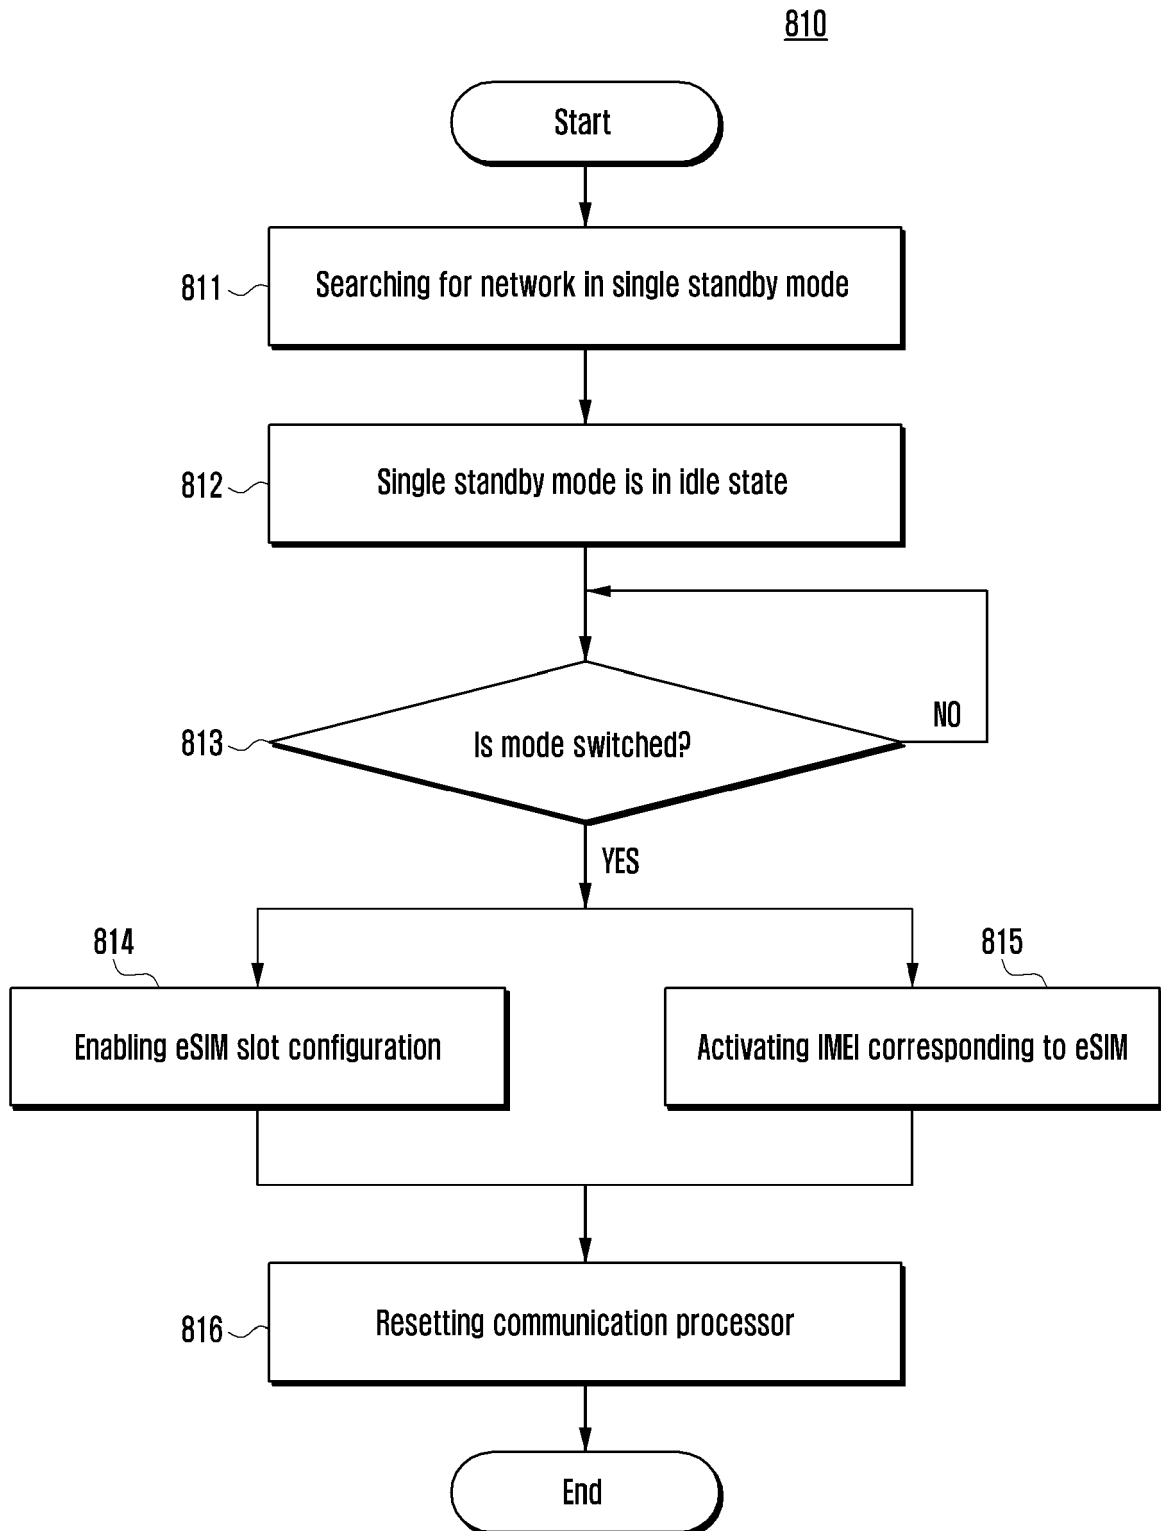 810
Start
811
Searching for network in single standby mode
812
Single standby mode is in idle state
813
Is mode switched?
NO
YES
814
815
Enabling eSIM slot configuration
Activating IMEI corresponding to eSIM
816
Resetting communication processor
End